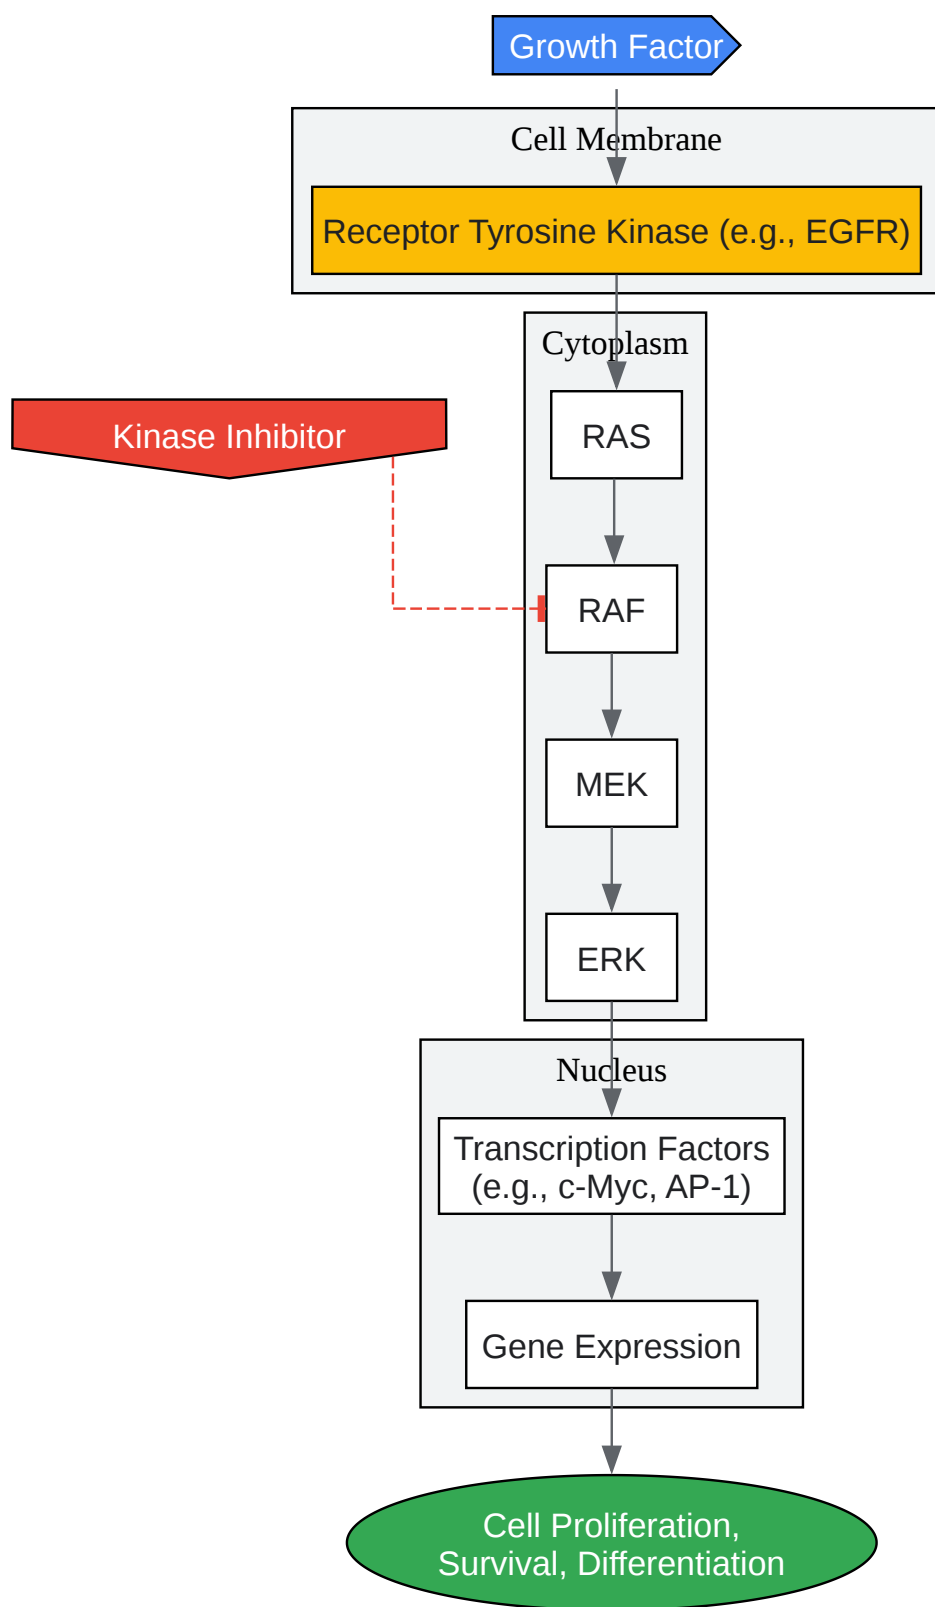 Growth Factor
Cell Membrane
Receptor Tyrosine Kinase (e.g., EGFR)
Cytoplasm
Kinase Inhibitor
RAS
RAF
MEK
ERK
Nucleus
Transcription Factors
(e.g., c-Myc, AP-1)
Gene Expression
Cell Proliferation,
Survival, Differentiation